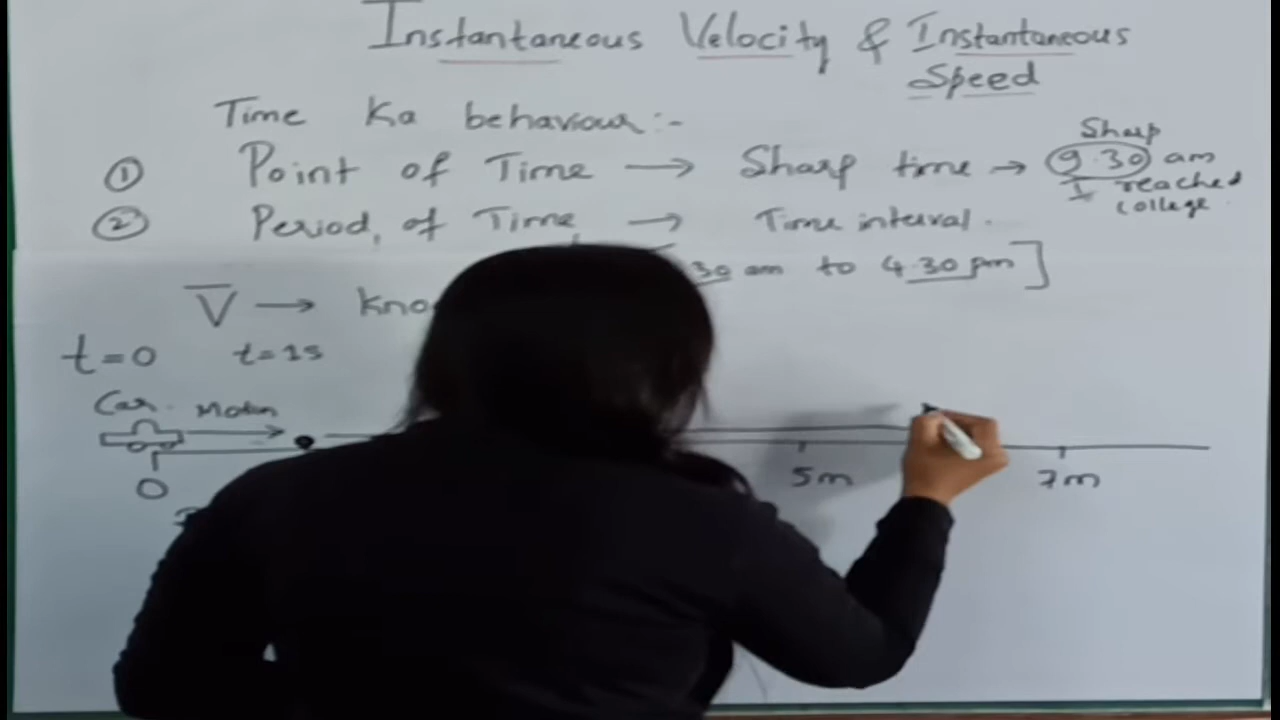 Instantaneous Velocity & Instantaneous
Speed
Time Ka behaviour:-
Sharp
① Point of Time → Sharp time → 9.30 am
I reached
college
② Period of Time → Time interval.
30 am to 4.30 pm]
V̅ →
t=0 t=1s
Car Motion
5m 7m
0